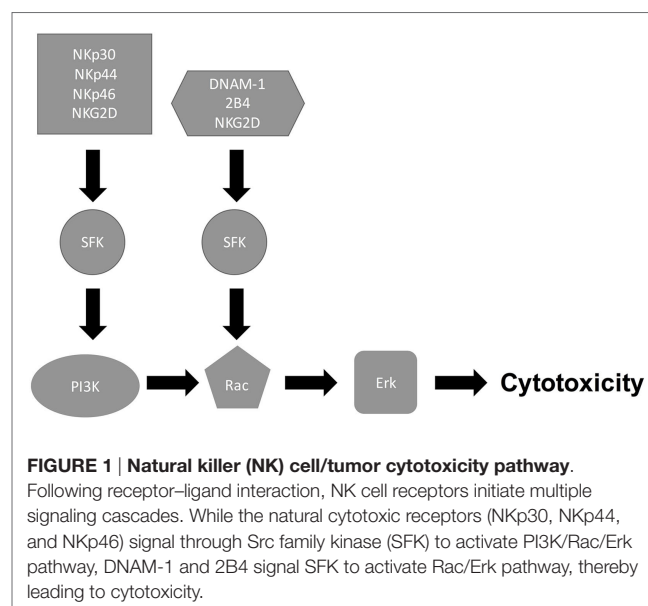 NKp30
NKp44
NKp46
NKG2D
DNAM-1
2B4
NKG2D
SFK
SFK
PI3K
Rac
Erk
Cytotoxicity
FIGURE 1 | Natural killer (NK) cell/tumor cytotoxicity pathway.
Following receptor–ligand interaction, NK cell receptors initiate multiple
signaling cascades. While the natural cytotoxic receptors (NKp30, NKp44,
and NKp46) signal through Src family kinase (SFK) to activate PI3K/Rac/Erk
pathway, DNAM-1 and 2B4 signal SFK to activate Rac/Erk pathway, thereby
leading to cytotoxicity.